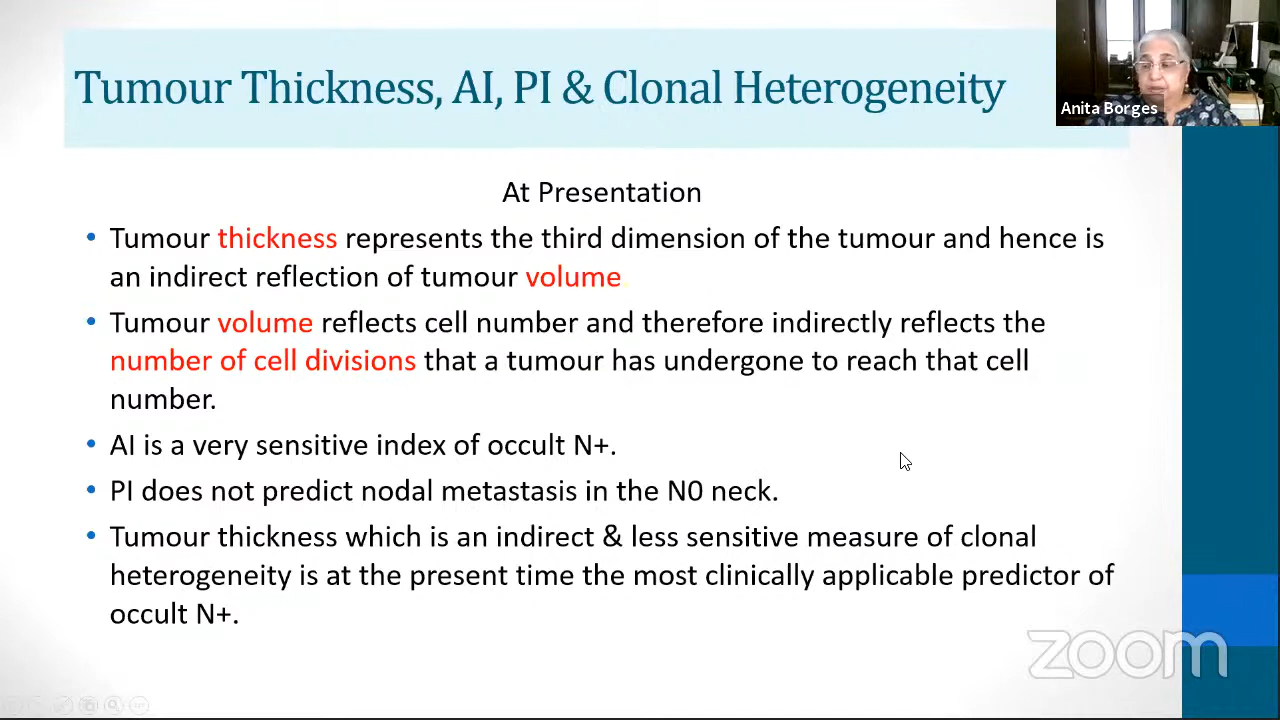 Tumour Thickness, AI, PI & Clonal Heterogeneity
Anita Borges
At Presentation
• Tumour thickness represents the third dimension of the tumour and hence is
an indirect reflection of tumour volume
• Tumour volume reflects cell number and therefore indirectly reflects the
number of cell divisions that a tumour has undergone to reach that cell
number.
• AI is a very sensitive index of occult N+.
• PI does not predict nodal metastasis in the N0 neck.
• Tumour thickness which is an indirect & less sensitive measure of clonal
heterogeneity is at the present time the most clinically applicable predictor of
occult N+.
zoom